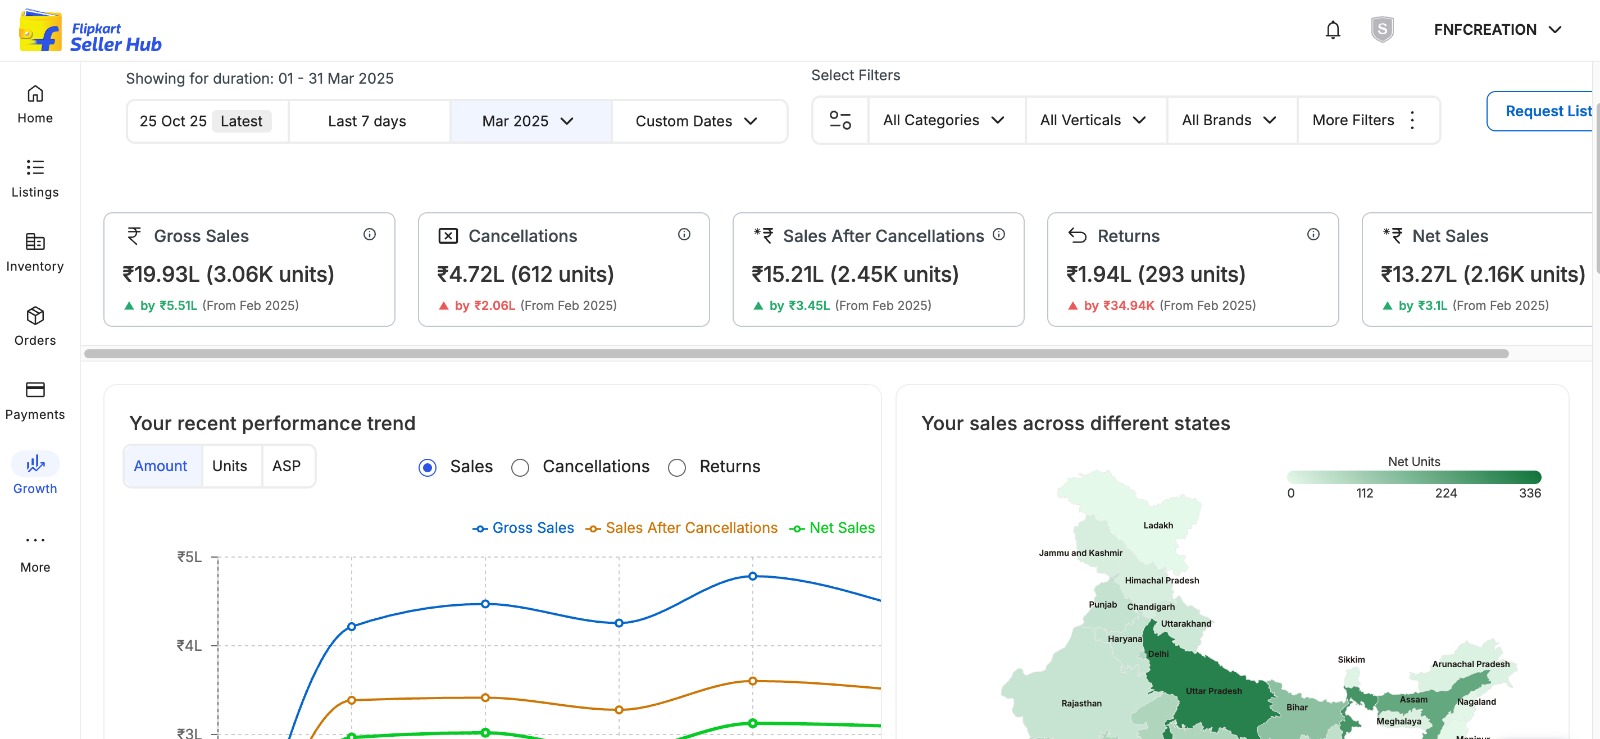 Flipkart
Seller Hub
S
FNFCREATION
Home
Listings
Inventory
Orders
Payments
Growth
More
Showing for duration: 01 - 31 Mar 2025
25 Oct 25 Latest
Last 7 days
Mar 2025
Custom Dates
Select Filters
All Categories
All Verticals
All Brands
More Filters
Request List
Gross Sales
₹19.93L (3.06K units)
by ₹5.51L (From Feb 2025)
Cancellations
₹4.72L (612 units)
by ₹2.06L (From Feb 2025)
*₹ Sales After Cancellations
₹15.21L (2.45K units)
by ₹3.45L (From Feb 2025)
Returns
₹1.94L (293 units)
by ₹34.94K (From Feb 2025)
*₹ Net Sales
₹13.27L (2.16K units)
by ₹3.1L (From Feb 2025)
Your recent performance trend
Amount
Units
ASP
Sales
Cancellations
Returns
Gross Sales
Sales After Cancellations
Net Sales
₹5L
₹4L
₹3L
Your sales across different states
Net Units
0
112
224
336
Ladakh
Jammu and Kashmir
Himachal Pradesh
Punjab
Chandigarh
Uttarakhand
Haryana
Delhi
Sikkim
Arunachal Pradesh
Uttar Pradesh
Rajasthan
Bihar
Assam
Nagaland
Meghalaya